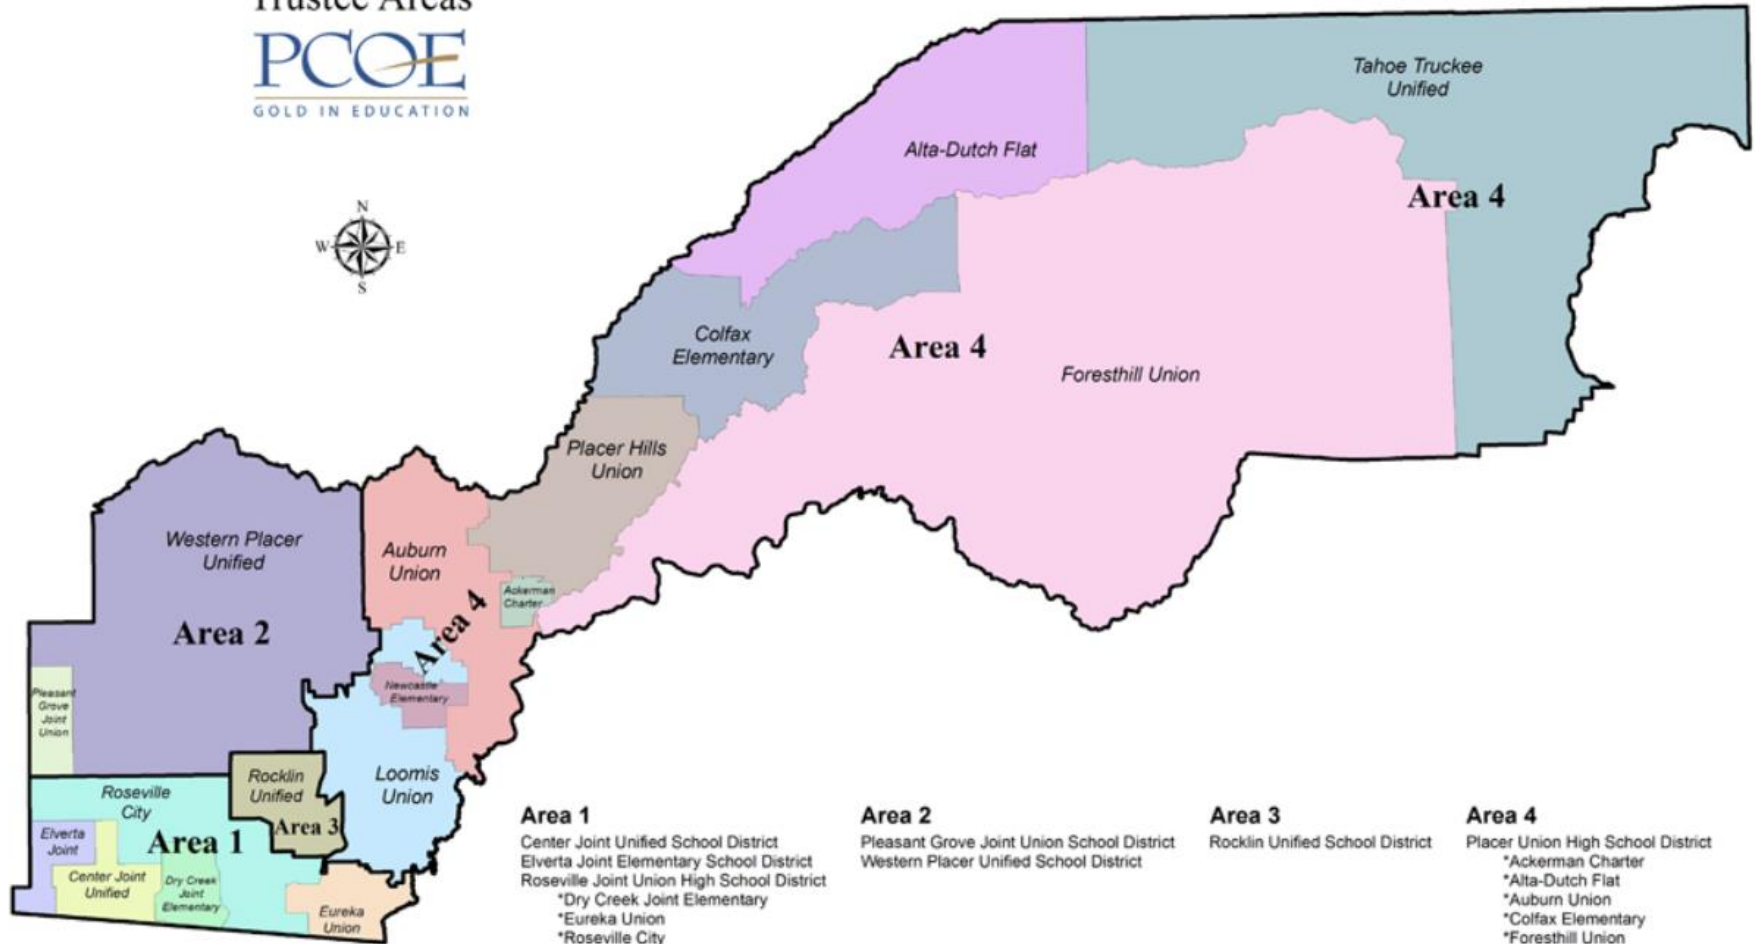 Trustee Areas
PCOE
GOLD IN EDUCATION
N
W
E
S
Tahoe Truckee
Unified
Alta-Dutch Flat
Area 4
Colfax
Elementary
Area 4
Foresthill Union
Placer Hills
Union
Western Placer
Unified
Auburn
Union
Ackerman
Charter
Area 4
Area 2
Newcastle
Elementary
Pleasant
Grove
Joint
Union
Rocklin
Unified
Loomis
Union
Roseville
City
Area 3
Elverta
Joint
Area 1
Center Joint
Unified
Dry Creek
Joint
Elementary
Eureka
Union
Area 1
Center Joint Unified School District
Elverta Joint Elementary School District
Roseville Joint Union High School District
*Dry Creek Joint Elementary
*Eureka Union
*Roseville City
Area 2
Pleasant Grove Joint Union School District
Western Placer Unified School District
Area 3
Rocklin Unified School District
Area 4
Placer Union High School District
*Ackerman Charter
*Alta-Dutch Flat
*Auburn Union
*Colfax Elementary
*Foresthill Union